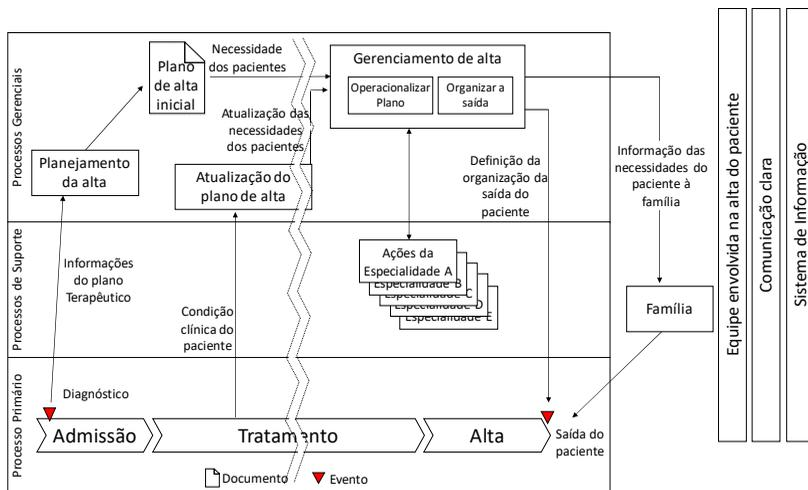 Processos Gerenciais
Plano
de alta
inicial
Necessidade
dos pacientes
Gerenciamento de alta
Operacionalizar
Plano
Organizar a
saída
Planejamento
da alta
Atualização das
necessidades
dos pacientes
Atualização do
plano de alta
Definição da
organização da
saída do
paciente
Informação das
necessidades do
paciente à
família
Processos de Suporte
Informações
do plano
Terapêutico
Condição
clínica do
paciente
Ações da
Especialidade A
Especialidade B
Especialidade C
Especialidade D
Especialidade E
Família
Processo Primário
Diagnóstico
Admissão
Tratamento
Alta
Saída do
paciente
Documento
Evento
Equipe envolvida na alta do paciente
Comunicação clara
Sistema de Informação